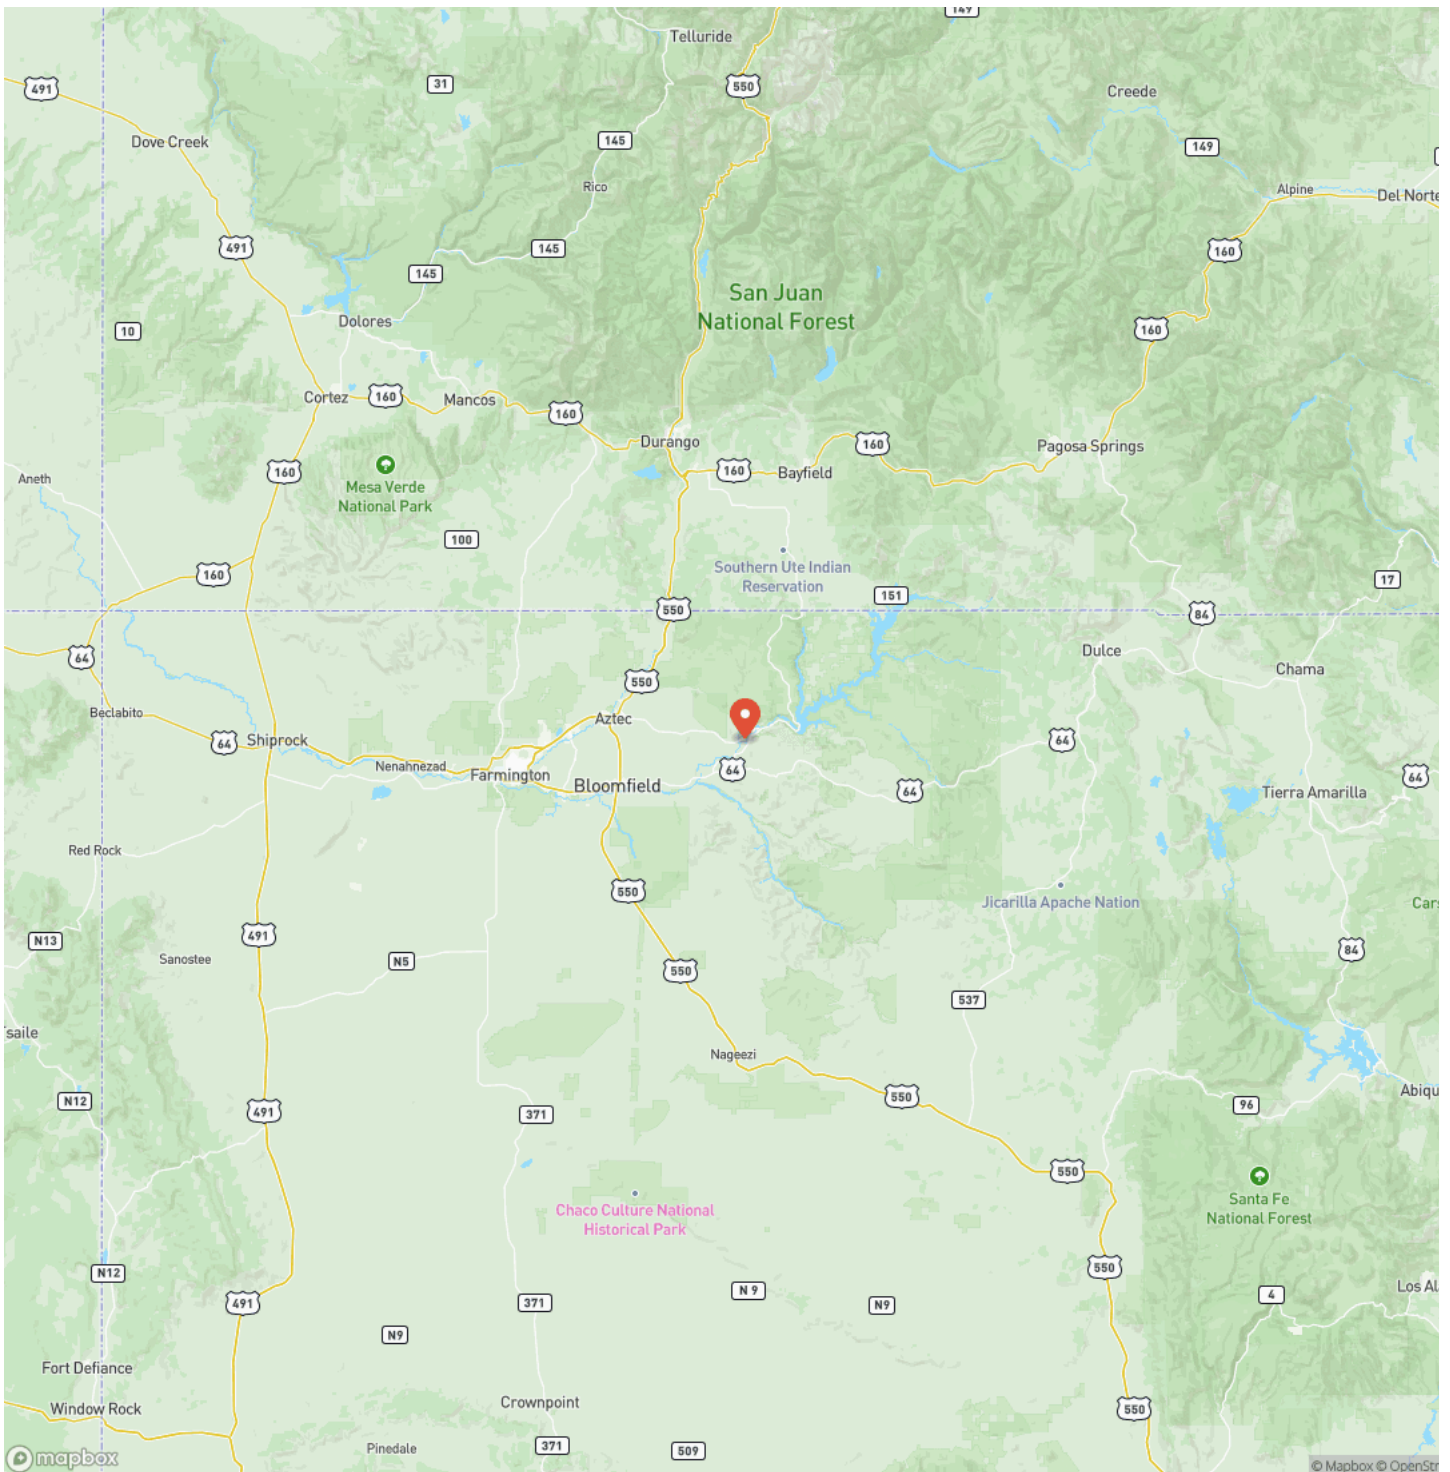 149
Telluride
491
31
550
Creede
Dove Creek
145
149
Rico
Alpine
Del Norte
491
145
160
145
San Juan
National Forest
10
Dolores
160
Cortez
160
Mancos
160
Durango
160
Pagosa Springs
160
160
Bayfield
Aneth
Mesa Verde
National Park
100
Southern Ute Indian
Reservation
160
17
151
550
84
64
Dulce
Chama
550
Beclabito
Aztec
64
Shiprock
64
Nenahnezad
Farmington
64
Bloomfield
64
64
Tierra Amarilla
Red Rock
550
Jicarilla Apache Nation
Cars
491
N13
84
Sanostee
N5
550
537
Tsaile
Nageezi
550
Abiqu
N12
96
491
371
550
Santa Fe
National Forest
Chaco Culture National
Historical Park
550
N12
N 9
Los Al
491
371
N9
4
N9
Fort Defiance
Crownpoint
550
Window Rock
Pinedale
371
509
mapbox
© Mapbox © OpenStr